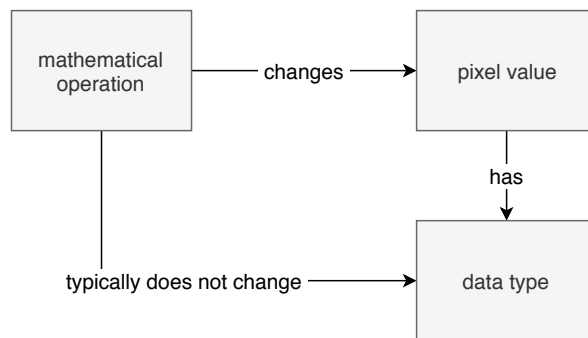 mathematical
operation
changes
pixel value
has
typically does not change
data type